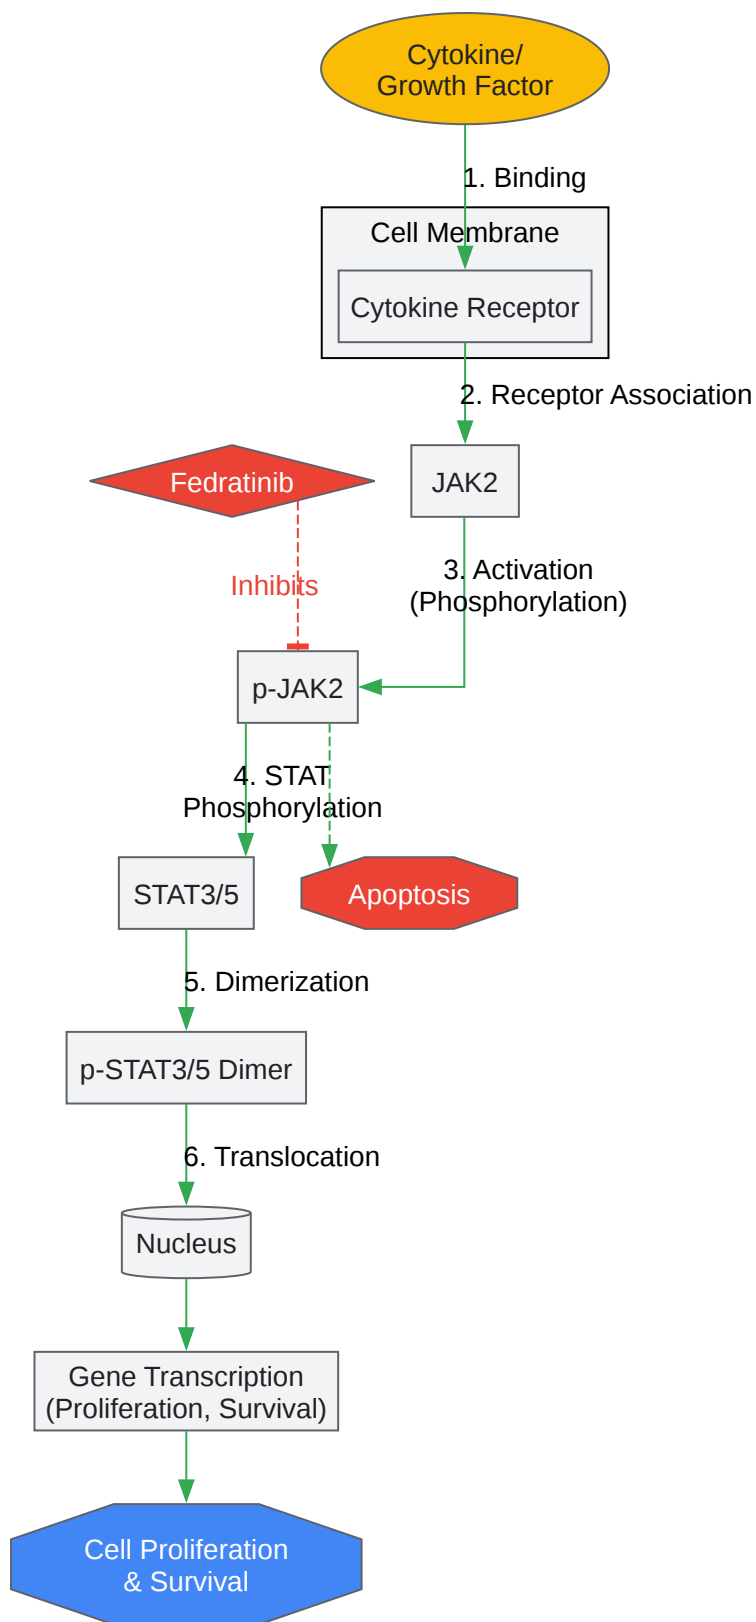 Cytokine/
Growth Factor
1. Binding
Cell Membrane
Cytokine Receptor
2. Receptor Association
Fedratinib
JAK2
3. Activation
(Phosphorylation)
Inhibits
p-JAK2
4. STAT
Phosphorylation
STAT3/5
Apoptosis
5. Dimerization
p-STAT3/5 Dimer
6. Translocation
Nucleus
Gene Transcription
(Proliferation, Survival)
Cell Proliferation
& Survival